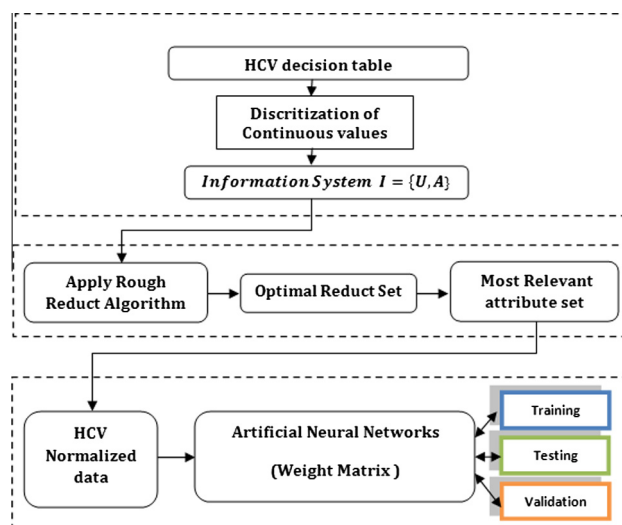 HCV decision table
Discritization of
Continuous values
Information System I = {U, A}
Apply Rough
Reduct Algorithm
Optimal Reduct Set
Most Relevant
attribute set
HCV
Normalized
data
Artificial Neural Networks
(Weight Matrix )
Training
Testing
Validation